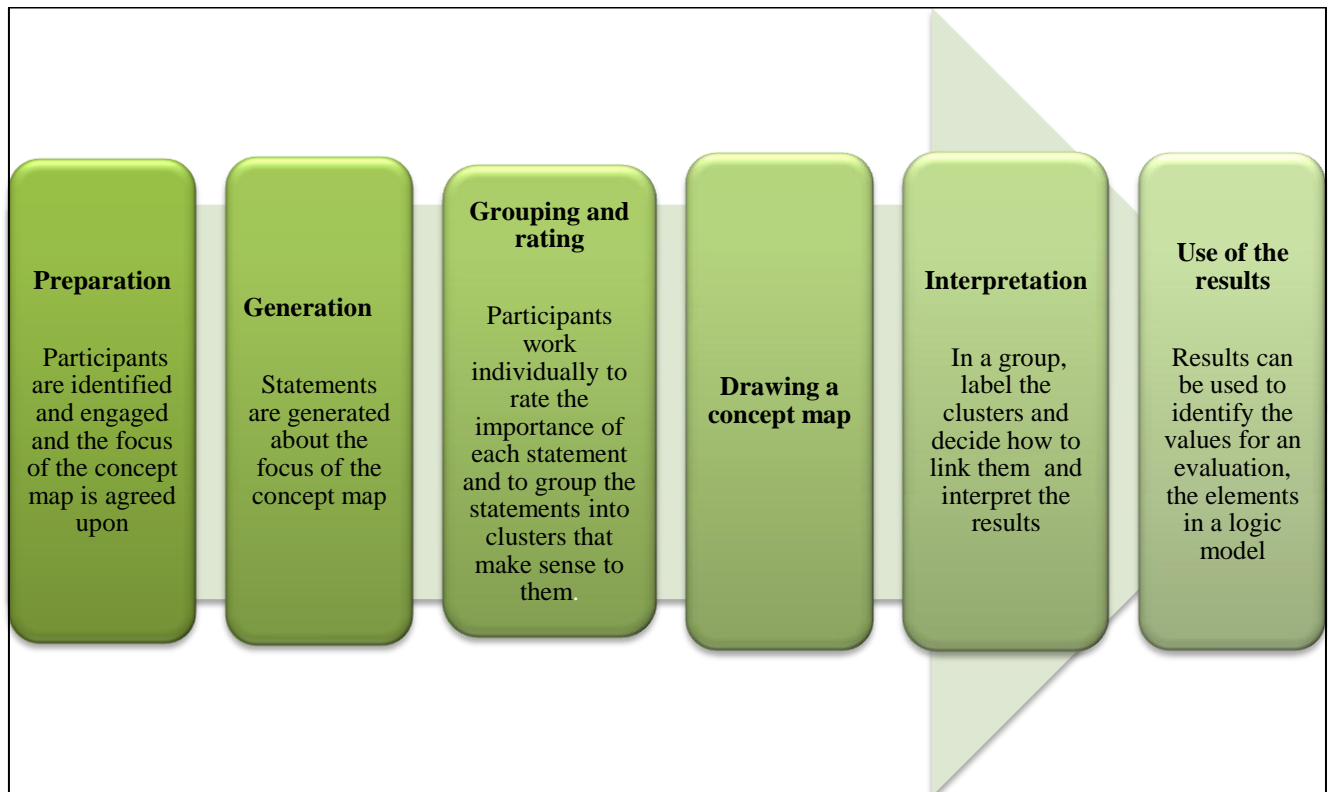 Preparation
Participants
are identified
and engaged
and the focus
of the concept
map is agreed
upon
Generation
Statements
are generated
about the
focus of the
concept map
Grouping and
rating
Participants
work
individually to
rate the
importance of
each statement
and to group the
statements into
clusters that
make sense to
them.
Drawing a
concept map
Interpretation
In a group,
label the
clusters and
decide how to
link them and
interpret the
results
Use of the
results
Results can
be used to
identify the
values for an
evaluation,
the elements
in a logic
model